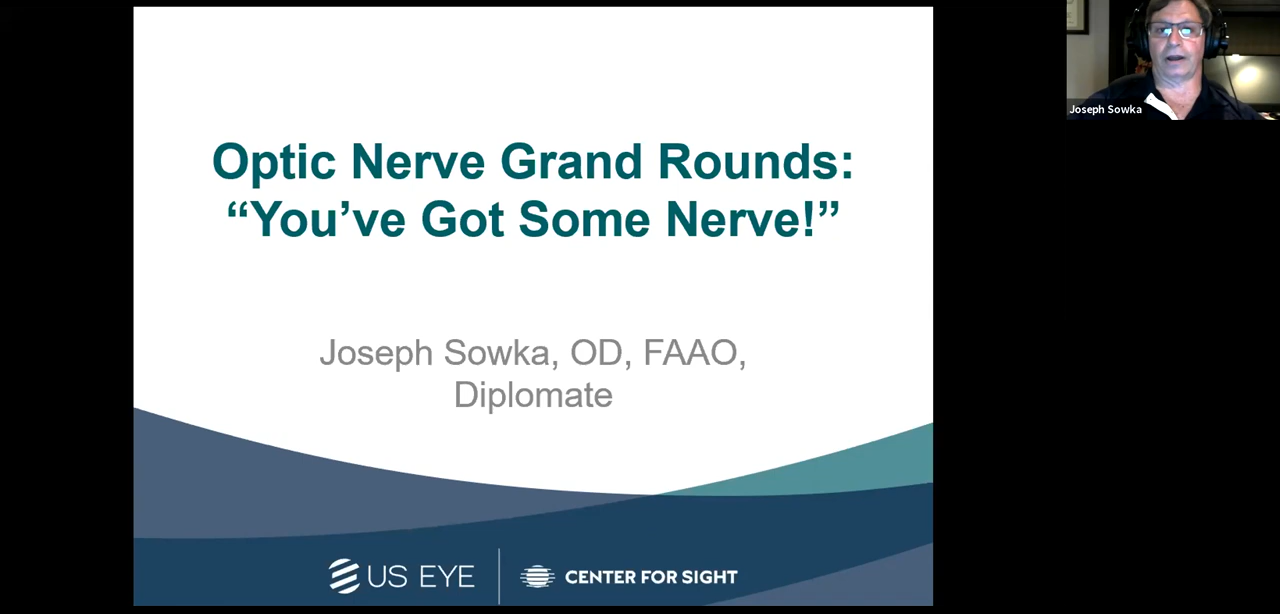 Optic Nerve Grand Rounds:
“You’ve Got Some Nerve!”
Joseph Sowka, OD, FAAO,
Diplomate
US EYE
CENTER FOR SIGHT
Joseph Sowka